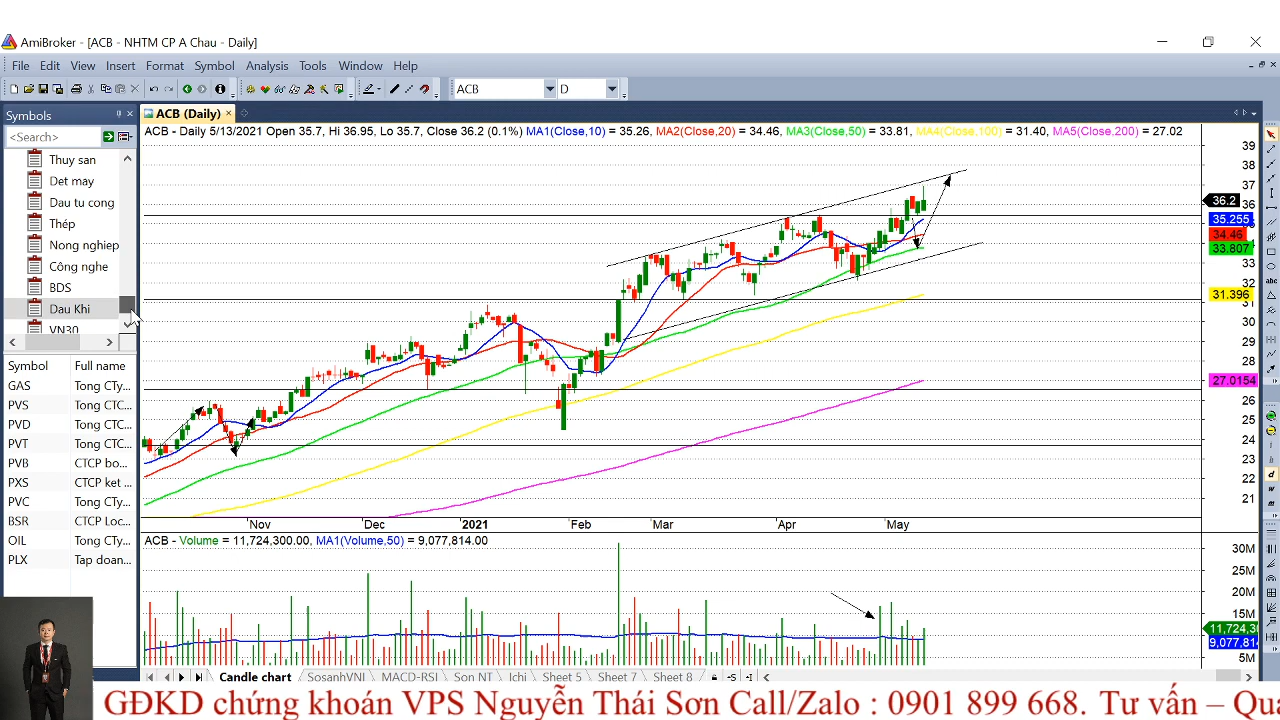 AmiBroker - [ACB - NHTM CP A Chau - Daily]
File Edit View Insert Format Symbol Analysis Tools Window Help
ACB D
Symbols
ACB (Daily)
<Search>
ACB - Daily 5/13/2021 Open 35.7, Hi 36.95, Lo 35.7, Close 36.2 (0.1%) MA1(Close,10) = 35.26, MA2(Close,20) = 34.46, MA3(Close,50) = 33.81, MA4(Close,100) = 31.40, MA5(Close,200) = 27.02
Thuy san
Det may
Dau tu cong
Thép
Nong nghiep
Công nghe
BDS
Dau Khi
VN30
Symbol Full name
GAS Tong CTy...
PVS Tong CTC...
PVD Tong CTC...
PVT Tong CTC...
PVB CTCP bo...
PXS CTCP ket ...
PVC Tong CTy...
BSR CTCP Loc...
OIL Tong CTy...
PLX Tap doan...
39
38
37
36.2
36
35.255
34.46
33.807
33
32
31.396
31
30
29
28
27.0154
26
25
24
23
22
21
Nov Dec 2021 Feb Mar Apr May
ACB - Volume = 11,724,300.00, MA1(Volume,50) = 9,077,814.00
30M
25M
20M
15M
11,724,30
9,077,814
5M
Candle chart SosanhVNI MACD-RSI Son NT Ichi Sheet 5 Sheet 7 Sheet 8
GĐKD chứng khoán VPS Nguyễn Thái Sơn Call/Zalo : 0901 899 668. Tư vấn – Quả